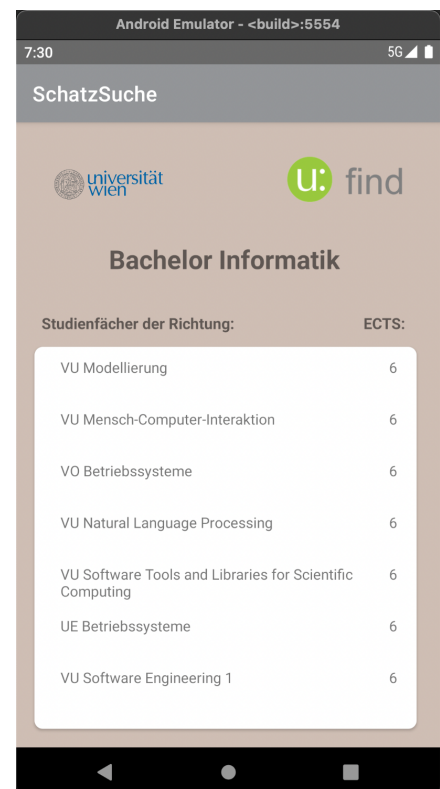 Android Emulator - <build>:5554
7:30 5G
SchatzSuche
universität
wien
u: find
Bachelor Informatik
Studienfächer der Richtung: ECTS:
VU Modellierung 6
VU Mensch-Computer-Interaktion 6
VO Betriebssysteme 6
VU Natural Language Processing 6
VU Software Tools and Libraries for Scientific 6
Computing
UE Betriebssysteme 6
VU Software Engineering 1 6